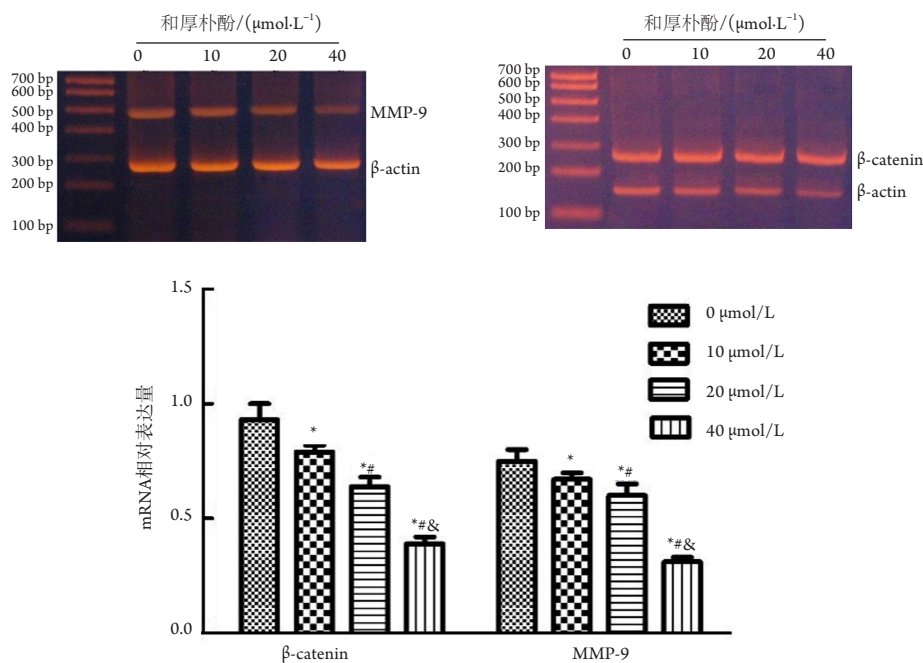 和厚朴酚/(μmol·L⁻¹)
0 10 20 40
700 bp
600 bp
500 bp
400 bp
300 bp
200 bp
100 bp
MMP-9
β-actin
和厚朴酚/(μmol·L⁻¹)
0 10 20 40
700 bp
600 bp
500 bp
400 bp
300 bp
200 bp
100 bp
β-catenin
β-actin
mRNA相对表达量
1.5
1.0
0.5
0.0
*
*#
*#&
*
*#
*#&
0 μmol/L
10 μmol/L
20 μmol/L
40 μmol/L
β-catenin MMP-9